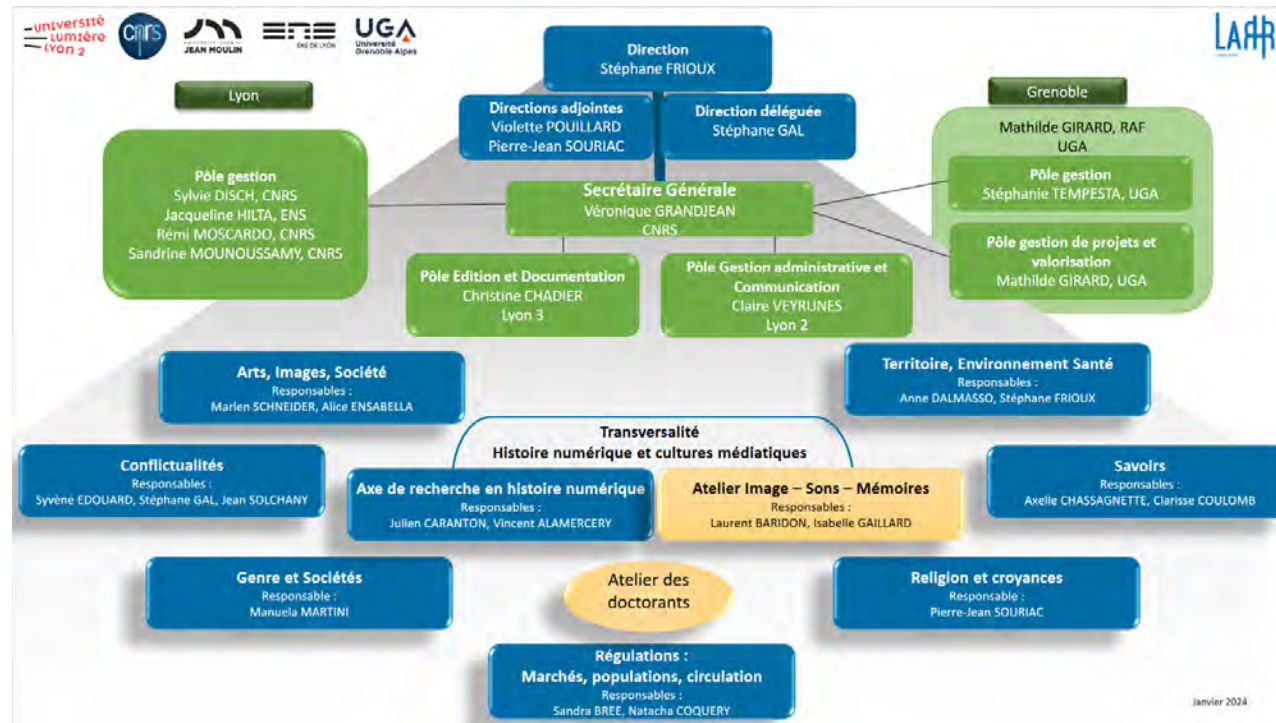 UNIVERSITÉ
LUMIÈRE
LYON 2
cnrs
JEAN MOULIN
ENS DE LYON
UGA
Université
Grenoble Alpes
LARHRA
Direction
Stéphane FRIOUX
Lyon
Grenoble
Directions adjointes
Violette POUILLARD
Pierre-Jean SOURIAC
Direction déléguée
Stéphane GAL
Mathilde GIRARD, RAF
UGA
Pôle gestion
Sylvie DISCH, CNRS
Jacqueline HILTA, ENS
Rémi MOSCARDO, CNRS
Sandrine MOUNOUSSAMY, CNRS
Secrétaire Générale
Véronique GRANDJEAN
CNRS
Pôle gestion
Stéphanie TEMPESTA, UGA
Pôle gestion de projets et
valorisation
Mathilde GIRARD, UGA
Pôle Edition et Documentation
Christine CHADIER
Lyon 3
Pôle Gestion administrative et
Communication
Claire VEYRUNES
Lyon 2
Arts, Images, Société
Responsables :
Marlen SCHNEIDER, Alice ENSABELLA
Territoire, Environnement Santé
Responsables :
Anne DALMASSO, Stéphane FRIOUX
Transversalité
Histoire numérique et cultures médiatiques
Conflictualités
Responsables :
Syvène EDOUARD, Stéphane GAL, Jean SOLCHANY
Axe de recherche en histoire numérique
Responsables :
Julien CARANTON, Vincent ALAMERCERY
Atelier Image – Sons – Mémoires
Responsables :
Laurent BARIDON, Isabelle GAILLARD
Savoirs
Responsables :
Axelle CHASSAGNETTE, Clarisse COULOMB
Genre et Sociétés
Responsable :
Manuela MARTINI
Atelier des
doctorants
Religion et croyances
Responsable :
Pierre-Jean SOURIAC
Régulations :
Marchés, populations, circulation
Responsables :
Sandra BREE, Natacha COQUERY
Janvier 2024